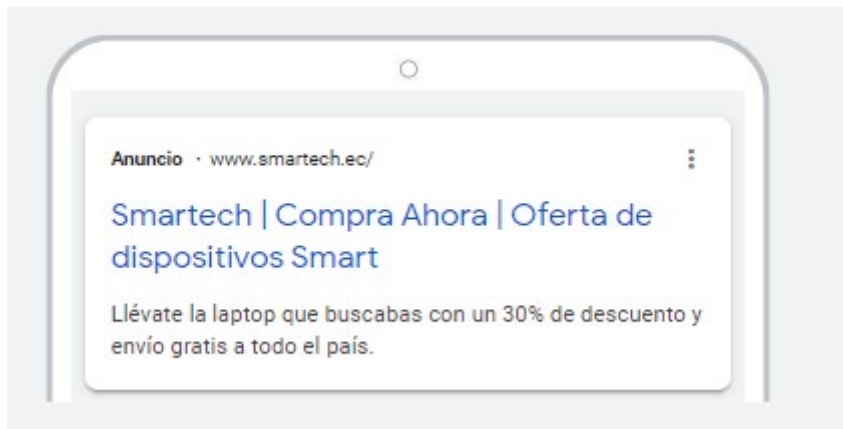 Anuncio · www.smartech.ec/
Smartech | Compra Ahora | Oferta de
dispositivos Smart
Llévate la laptop que buscabas con un 30% de descuento y
envío gratis a todo el país.